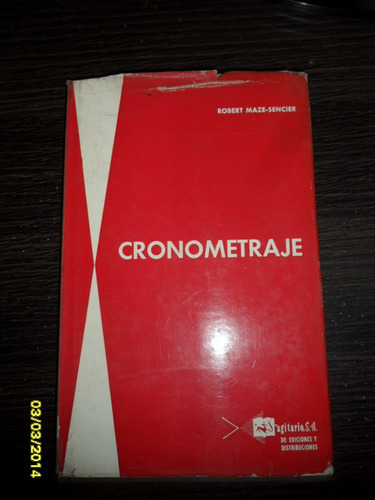 ROBERT MAZE-SENCIER
CRONOMETRAJE
Sagitario, S.A.
DE EDICIONES Y
DISTRIBUCIONES
03/03/2014